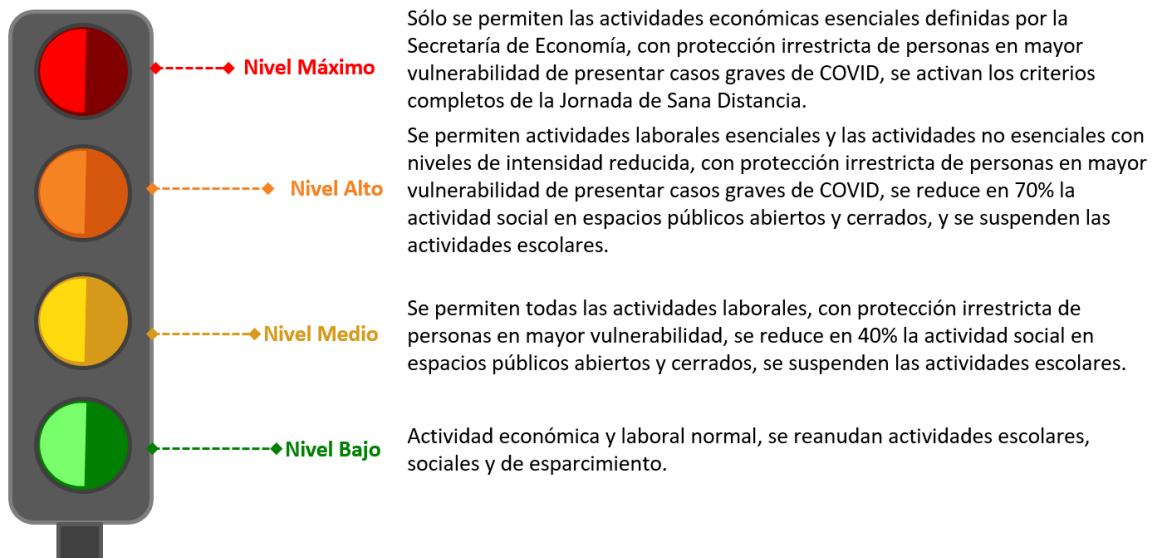 Nivel Máximo
Sólo se permiten las actividades económicas esenciales definidas por la
Secretaría de Economía, con protección irrestricta de personas en mayor
vulnerabilidad de presentar casos graves de COVID, se activan los criterios
completos de la Jornada de Sana Distancia.
Nivel Alto
Se permiten actividades laborales esenciales y las actividades no esenciales con
niveles de intensidad reducida, con protección irrestricta de personas en mayor
vulnerabilidad de presentar casos graves de COVID, se reduce en 70% la
actividad social en espacios públicos abiertos y cerrados, y se suspenden las
actividades escolares.
Nivel Medio
Se permiten todas las actividades laborales, con protección irrestricta de
personas en mayor vulnerabilidad, se reduce en 40% la actividad social en
espacios públicos abiertos y cerrados, se suspenden las actividades escolares.
Nivel Bajo
Actividad económica y laboral normal, se reanudan actividades escolares,
sociales y de esparcimiento.